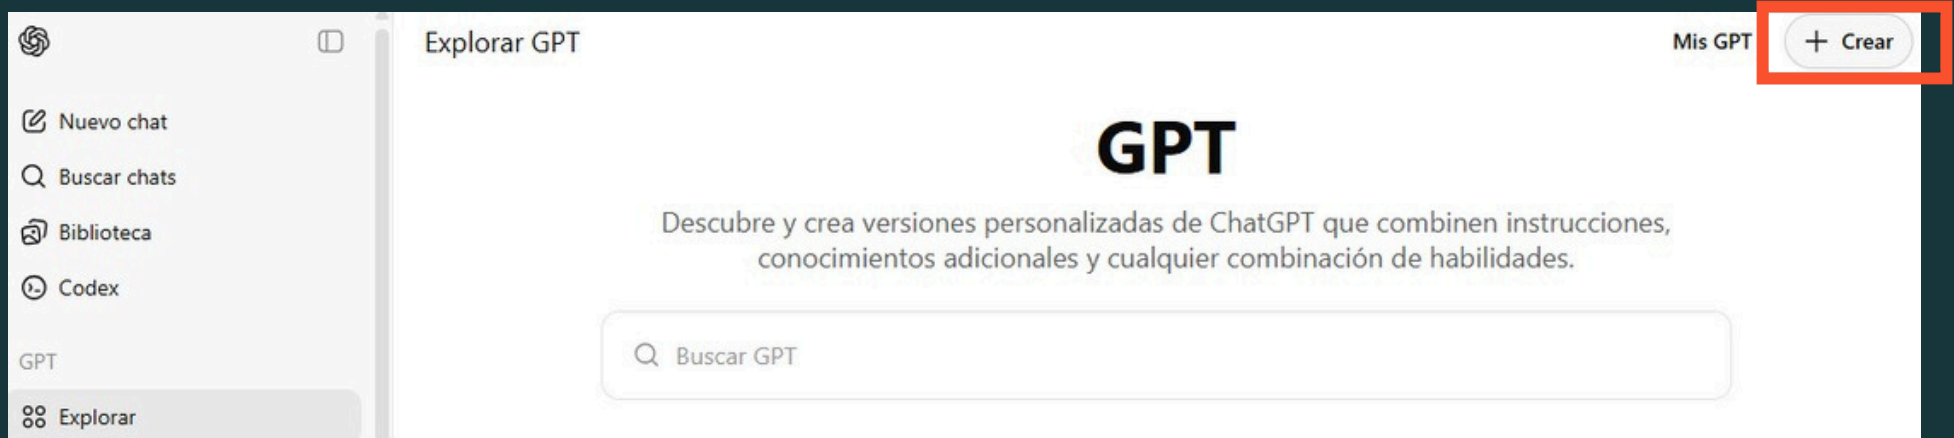 Explorar GPT
Mis GPT
Crear
Nuevo chat
Buscar chats
Biblioteca
Codex
GPT
Explorar
GPT
Descubre y crea versiones personalizadas de ChatGPT que combinen instrucciones,
conocimientos adicionales y cualquier combinación de habilidades.
Buscar GPT